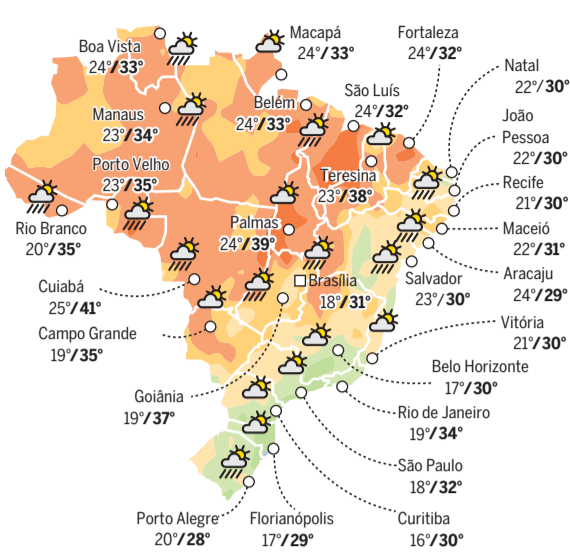 Boa Vista
24°/33°
Macapá
24°/33°
Fortaleza
24°/32°
Natal
22°/30°
Manaus
23°/34°
Belém
24°/33°
São Luís
24°/32°
João
Pessoa
22°/30°
Porto Velho
23°/35°
Teresina
23°/38°
Recife
21°/30°
Rio Branco
20°/35°
Palmas
24°/39°
Maceió
22°/31°
Cuiabá
25°/41°
Brasília
18°/31°
Salvador
23°/30°
Aracaju
24°/29°
Campo Grande
19°/35°
Vitória
21°/30°
Goiânia
19°/37°
Belo Horizonte
17°/30°
Rio de Janeiro
19°/34°
São Paulo
18°/32°
Porto Alegre
20°/28°
Florianópolis
17°/29°
Curitiba
16°/30°